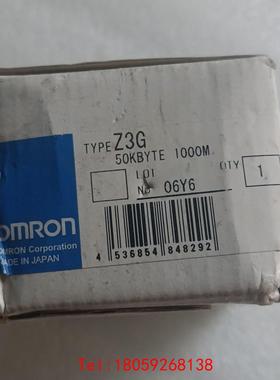 TYPE Z3G
50KBYTE 1000M
LOT
No 06Y6
QTY
1
OMRON
OMRON Corporation
MADE IN JAPAN
4 536854 848292
Tel:18059268138